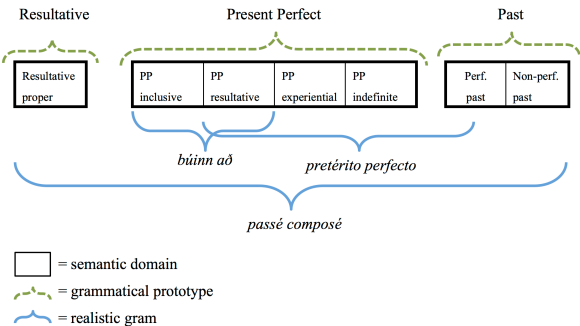 Resultative Present Perfect Past
Resultative PP PP PP PP Perf. Non-perf.
proper inclusive resultative experiential indefinite past past
búinn að pretérito perfecto
passé composé
= semantic domain
= grammatical prototype
= realistic gram